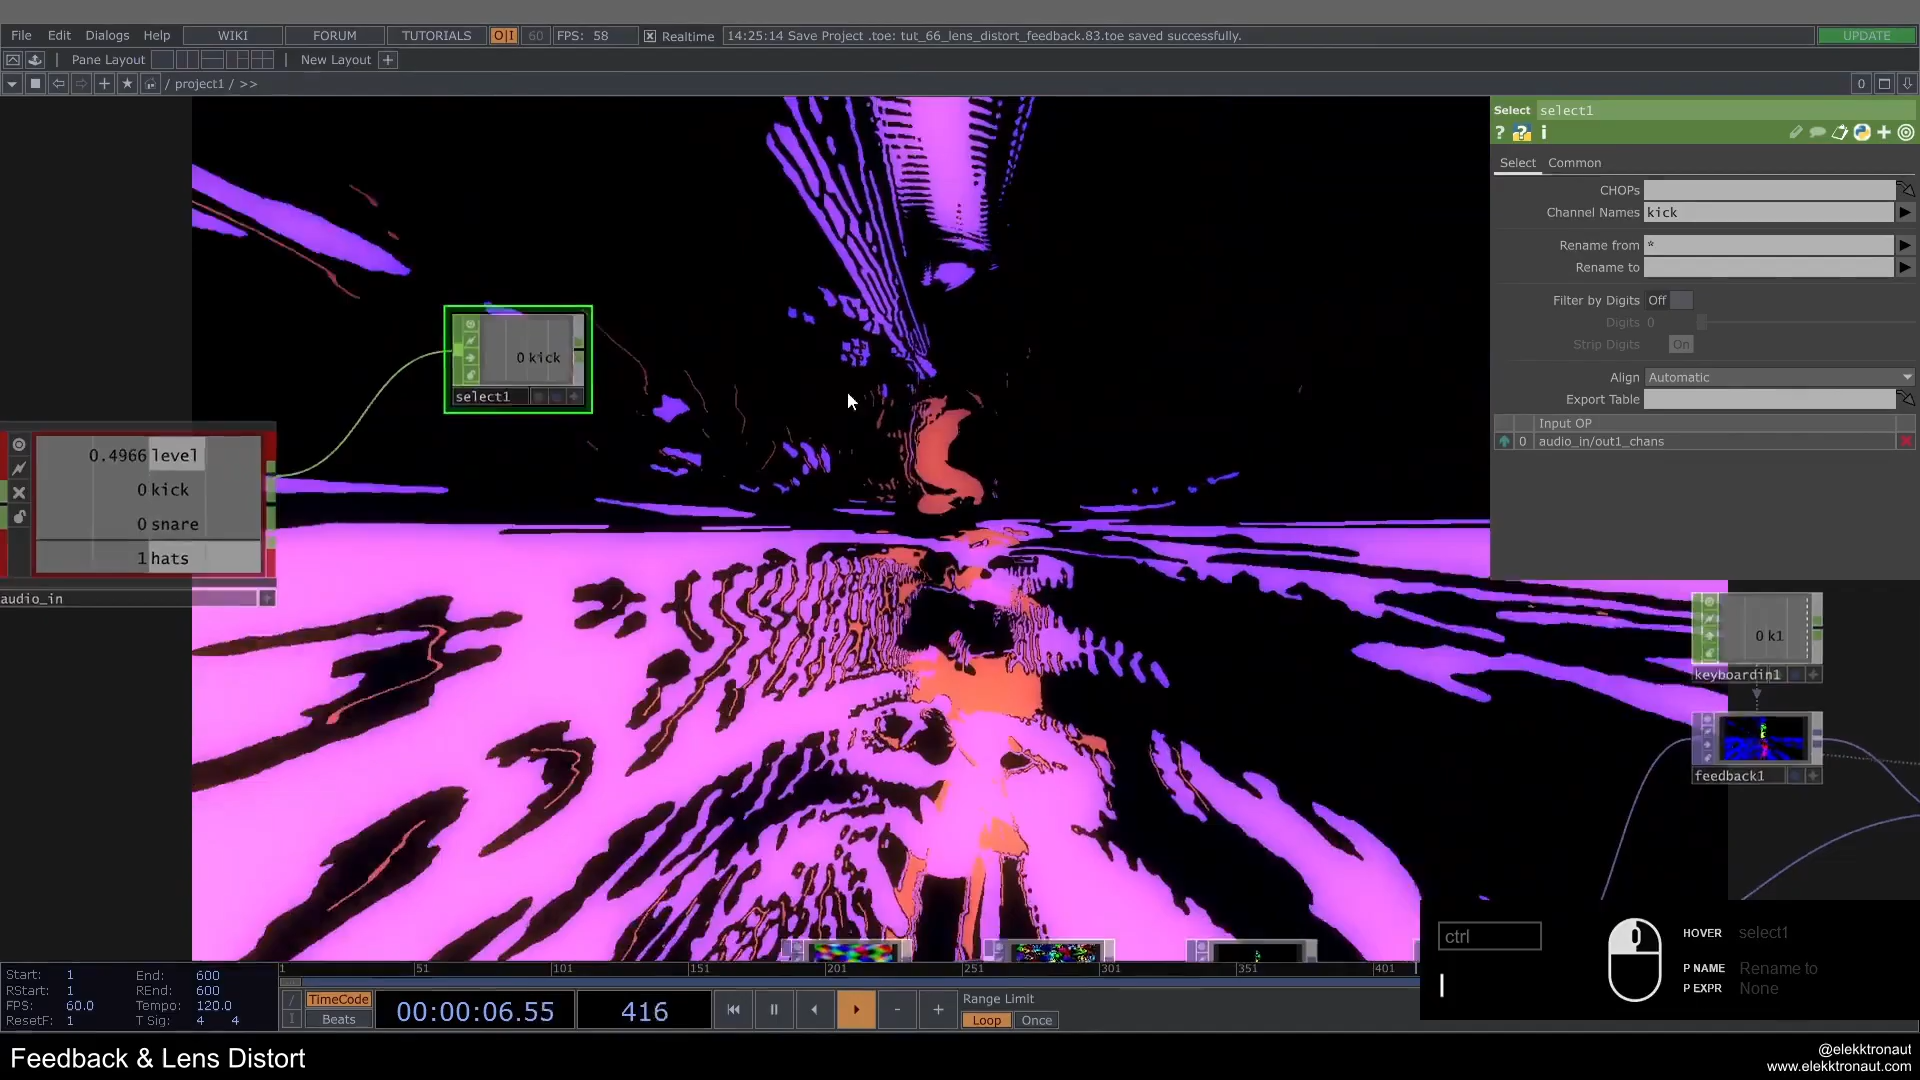 File Edit Dialogs Help WIKI FORUM TUTORIALS O|I 60 FPS: 58 Realtime 14:25:14 Save Project .toe: tut_66_lens_distort_feedback.83.toe saved successfully. UPDATE
Pane Layout New Layout
/ project1 / >> 0
Select select1
Select Common
CHOPs
Channel Names kick
Rename from *
Rename to
Filter by Digits Off
Digits 0
Strip Digits On
Align Automatic
Export Table
Input OP
0 audio_in/out1_chans
0 kick
select1
0.4966 level
0 kick
0 snare
1 hats
audio_in
0 k1
keyboardin1
feedback1
ctrl
HOVER select1
P NAME Rename to
P EXPR None
1 51 101 151 201 251 301 351 401
Start: 1 End: 600
RStart: 1 REnd: 600
FPS: 60.0 Tempo: 120.0
ResetF: 1 T Sig: 4 4
TimeCode
Beats
00:00:06.55 416
Range Limit
Loop Once
Feedback & Lens Distort
@elekktronaut
www.elekktronaut.com